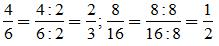 4/6 = 4 : 2/6 : 2 = 2/3; 8/16 = 8 : 8/16 : 8 = 1/2